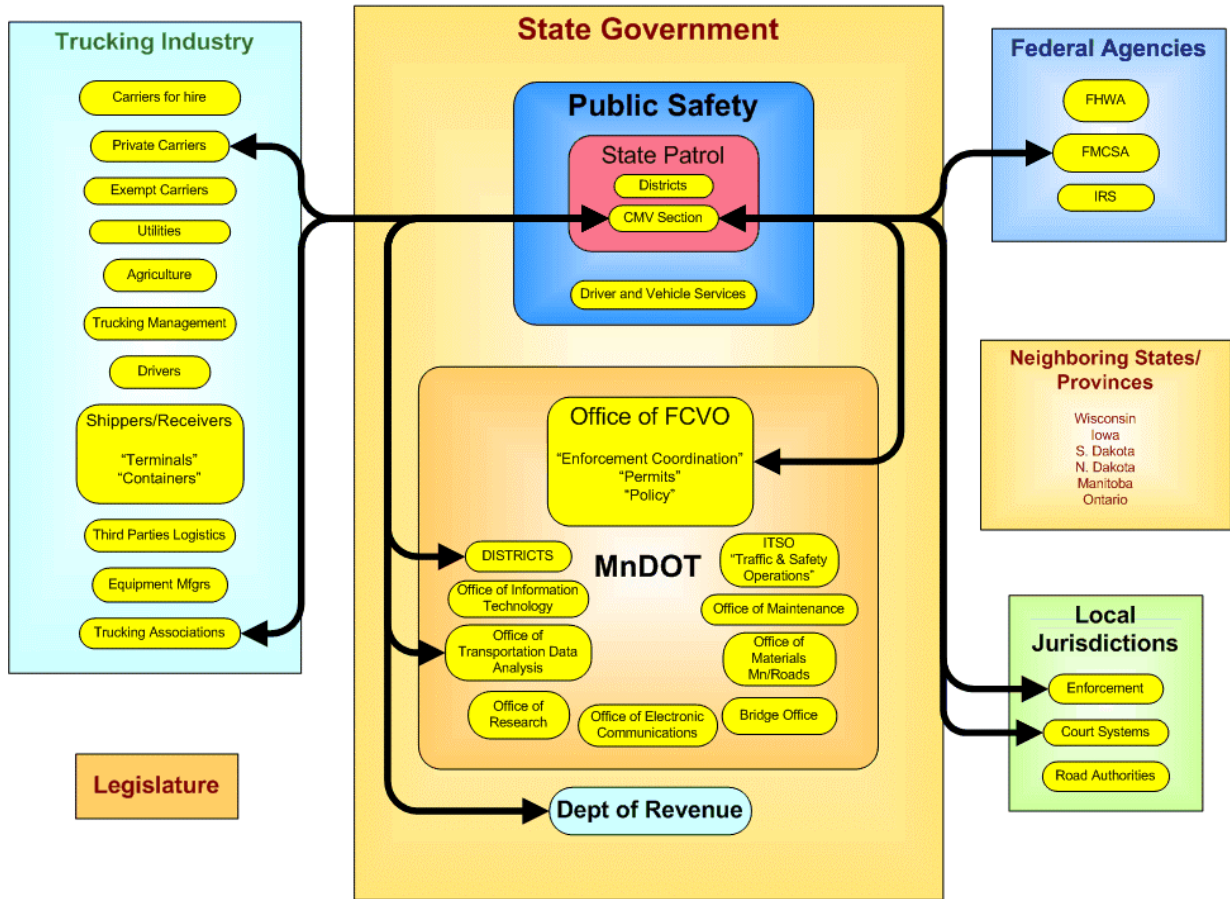 Trucking Industry
Carriers for hire
Private Carriers
Exempt Carriers
Utilities
Agriculture
Trucking Management
Drivers
Shippers/Receivers
“Terminals”
“Containers”
Third Parties Logistics
Equipment Mfgrs
Trucking Associations
Legislature
State Government
Public Safety
State Patrol
Districts
CMV Section
Driver and Vehicle Services
Office of FCVO
“Enforcement Coordination”
“Permits”
“Policy”
MnDOT
DISTRICTS
Office of Information
Technology
Office of
Transportation Data
Analysis
Office of
Research
Office of Electronic
Communications
ITSO
“Traffic & Safety
Operations”
Office of Maintenance
Office of
Materials
Mn/Roads
Bridge Office
Dept of Revenue
Federal Agencies
FHWA
FMCSA
IRS
Neighboring States/
Provinces
Wisconsin
Iowa
S. Dakota
N. Dakota
Manitoba
Ontario
Local
Jurisdictions
Enforcement
Court Systems
Road Authorities